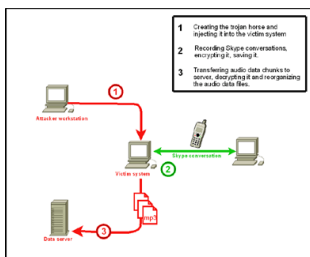 1 Creating the trojan horse and
injecting it into the victim system
2 Recording Skype conversations,
encrypting it, saving it.
3 Transferring audio data chunks to
server, decrypting it and reorganizing
the audio data files.
1
Attacker workstation
Skype conversation
Victim system
2
mp3
Data server
3